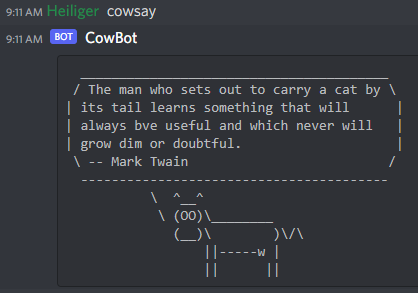 9:11 AM Heiliger cowsay
9:11 AM BOT CowBot
 ________________________________________
/ The man who sets out to carry a cat by \
| its tail learns something that will      |
| always bve useful and which never will   |
| grow dim or doubtful.                    |
\ -- Mark Twain                          /
 ----------------------------------------
        \  ^__^
         \ (OO)\________
           (__)\        )\/\
               ||-----w |
               ||      ||